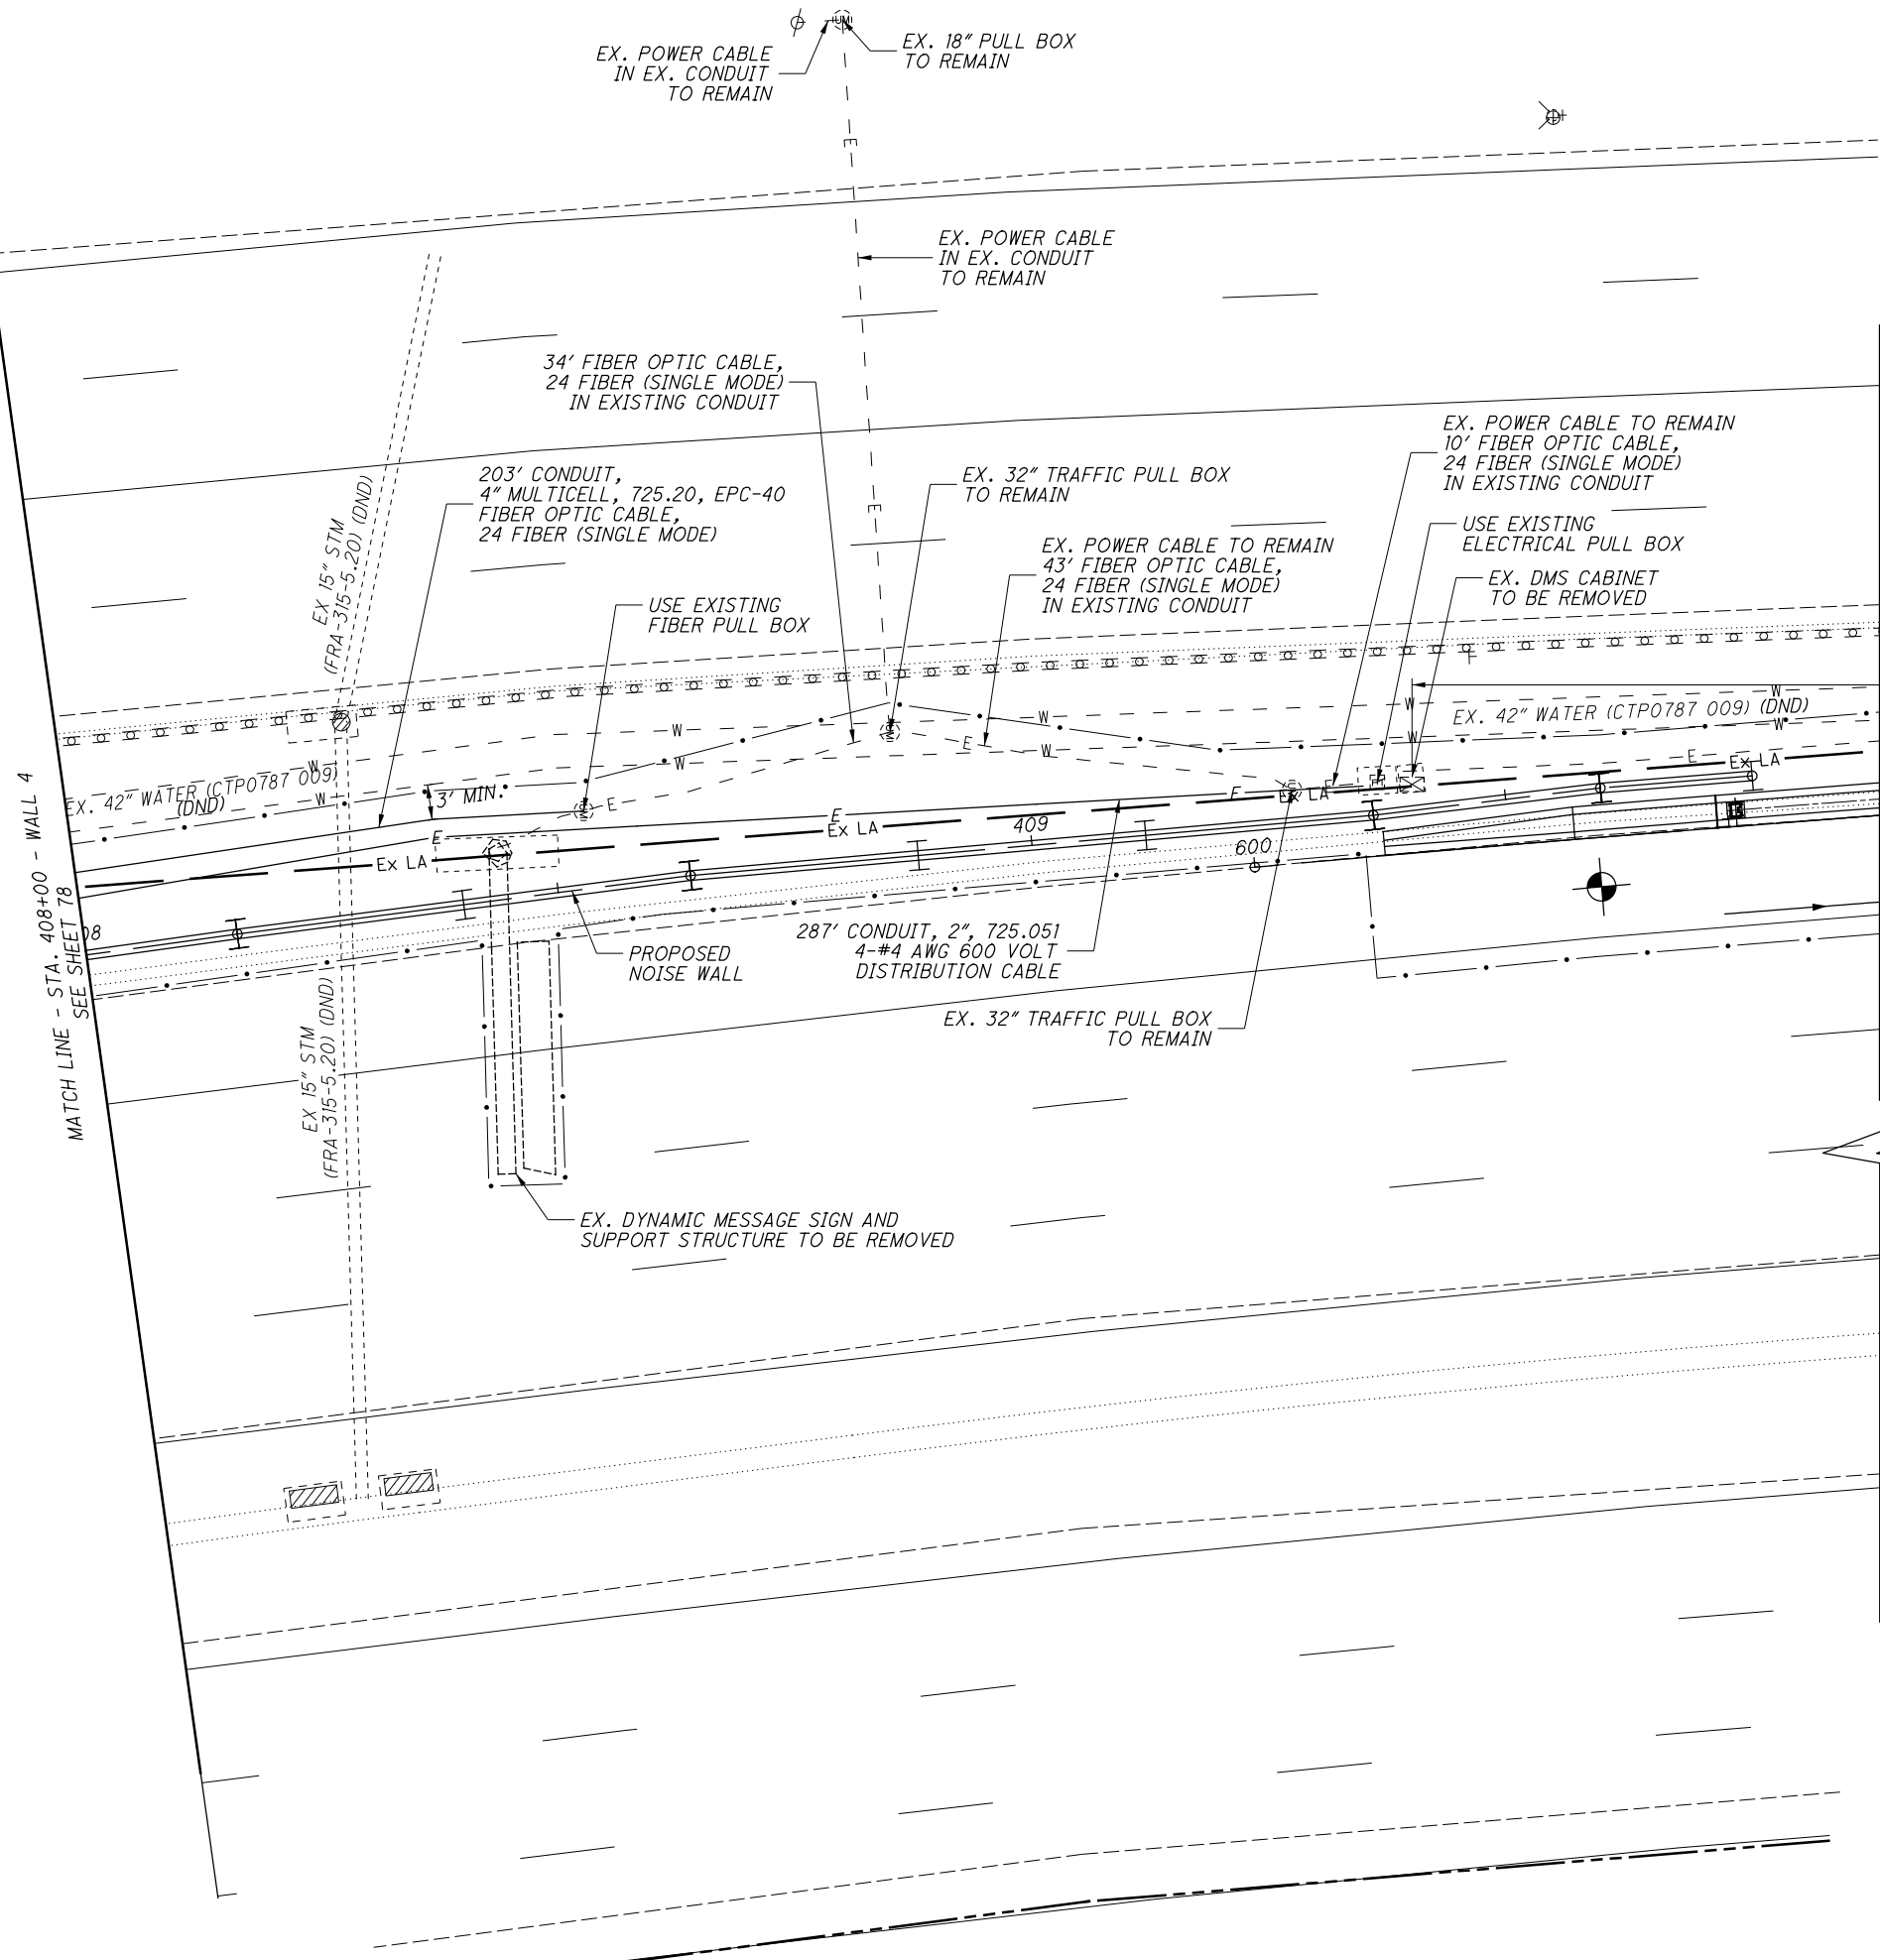 UM
EX. POWER CABLE
IN EX. CONDUIT
TO REMAIN
EX. 18" PULL BOX
TO REMAIN
E
EX. POWER CABLE
IN EX. CONDUIT
TO REMAIN
34' FIBER OPTIC CABLE,
24 FIBER (SINGLE MODE)
IN EXISTING CONDUIT
EX. POWER CABLE TO REMAIN
10' FIBER OPTIC CABLE,
24 FIBER (SINGLE MODE)
IN EXISTING CONDUIT
203' CONDUIT,
4" MULTICELL, 725.20, EPC-40
FIBER OPTIC CABLE,
24 FIBER (SINGLE MODE)
EX. 32" TRAFFIC PULL BOX
TO REMAIN
E
USE EXISTING
ELECTRICAL PULL BOX
EX. POWER CABLE TO REMAIN
43' FIBER OPTIC CABLE,
24 FIBER (SINGLE MODE)
IN EXISTING CONDUIT
EX. DMS CABINET
TO BE REMOVED
EX 15" STM
(FRA-315-5.20) (DND)
USE EXISTING
FIBER PULL BOX
W
W
W
W
EX. 42" WATER (CTP0787 009) (DND)
W
W
W
W
E
E
W
EX. 42" WATER (CTP0787 009)
(DND)
W
3' MIN.
E
E
E
E
E
Ex LA
Ex LA
Ex LA
Ex LA
409
600
08
MATCH LINE - STA. 408+00 - WALL 4
SEE SHEET 78
PROPOSED
NOISE WALL
287' CONDUIT, 2", 725.051
4-#4 AWG 600 VOLT
DISTRIBUTION CABLE
EX. 32" TRAFFIC PULL BOX
TO REMAIN
EX 15" STM
(FRA-315-5.20) (DND)
EX. DYNAMIC MESSAGE SIGN AND
SUPPORT STRUCTURE TO BE REMOVED